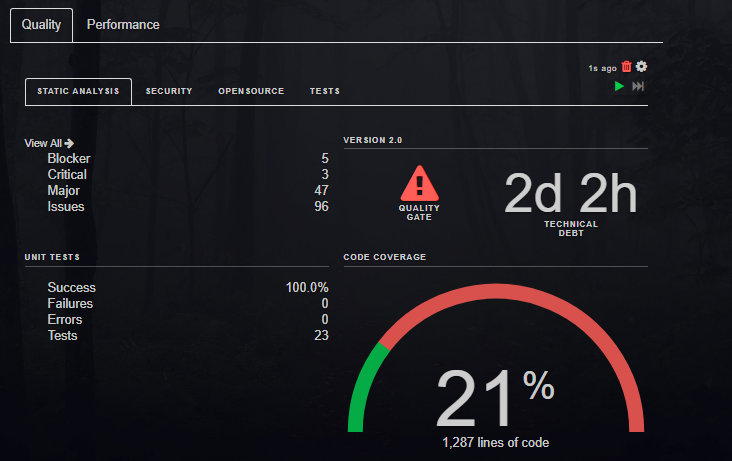 Quality Performance
1s ago
STATIC ANALYSIS SECURITY OPENSOURCE TESTS
View All
Blocker 5
Critical 3
Major 47
Issues 96
VERSION 2.0
QUALITY
GATE
2d 2h
TECHNICAL
DEBT
UNIT TESTS
Success 100.0%
Failures 0
Errors 0
Tests 23
CODE COVERAGE
21%
1,287 lines of code